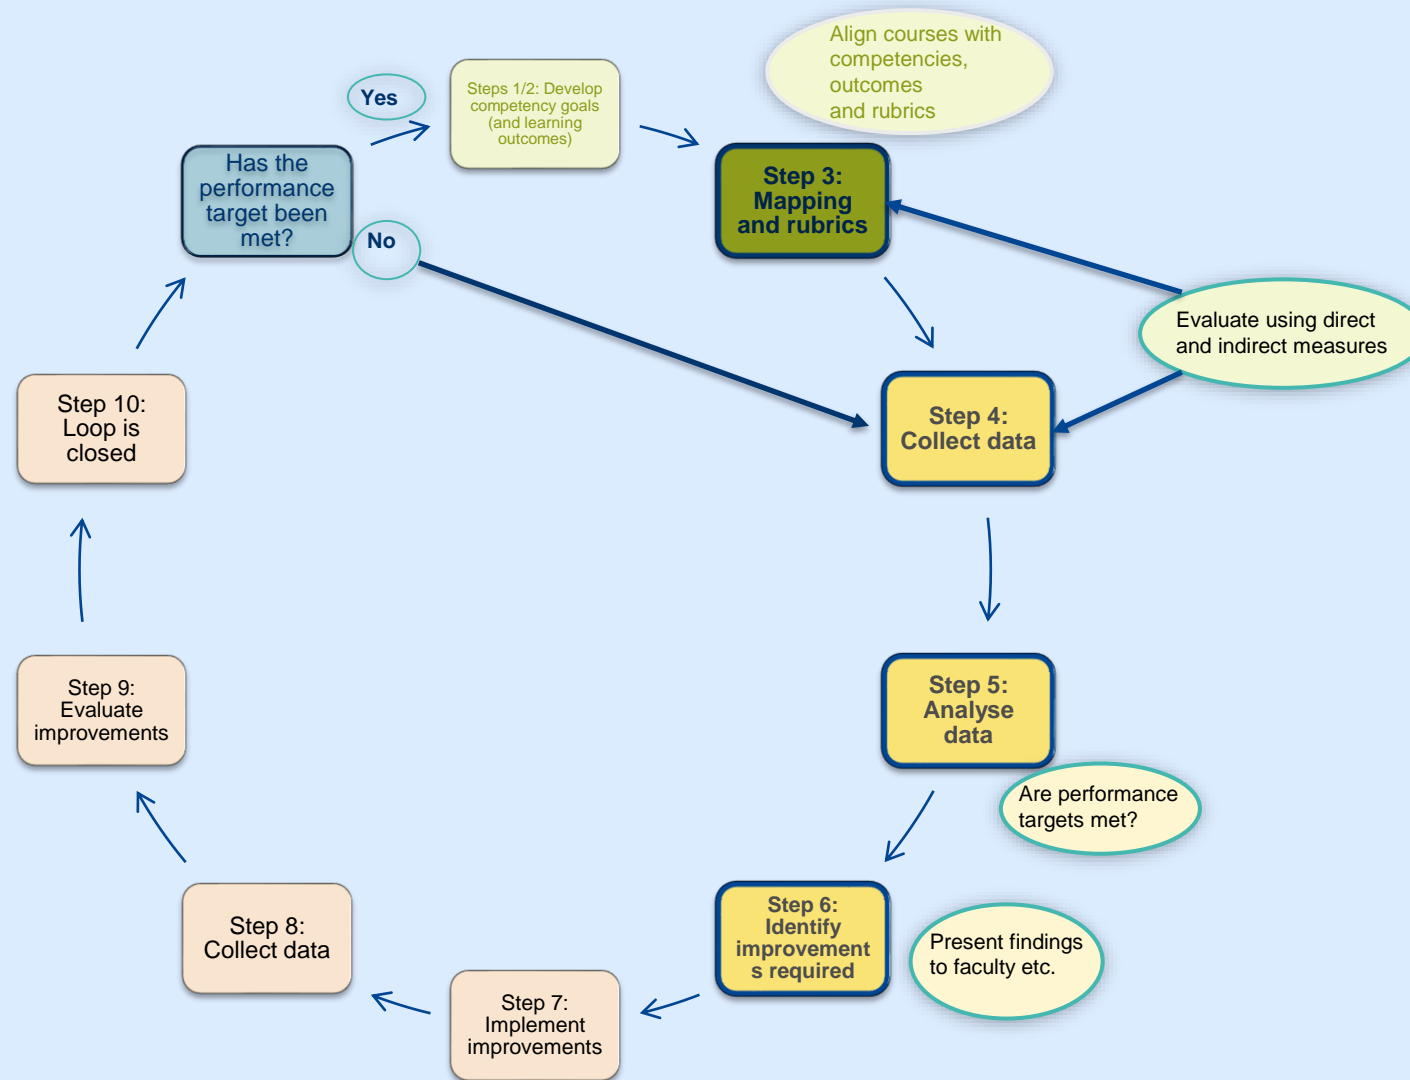 Align courses with
competencies,
outcomes
and rubrics
Yes
Steps 1/2: Develop
competency goals
(and learning
outcomes)
Has the
performance
target been
met?
No
Step 3:
Mapping
and rubrics
Evaluate using direct
and indirect measures
Step 10:
Loop is
closed
Step 4:
Collect data
Step 9:
Evaluate
improvements
Step 5:
Analyse
data
Are performance
targets met?
Step 8:
Collect data
Step 6:
Identify
improvement
s required
Present findings
to faculty etc.
Step 7:
Implement
improvements